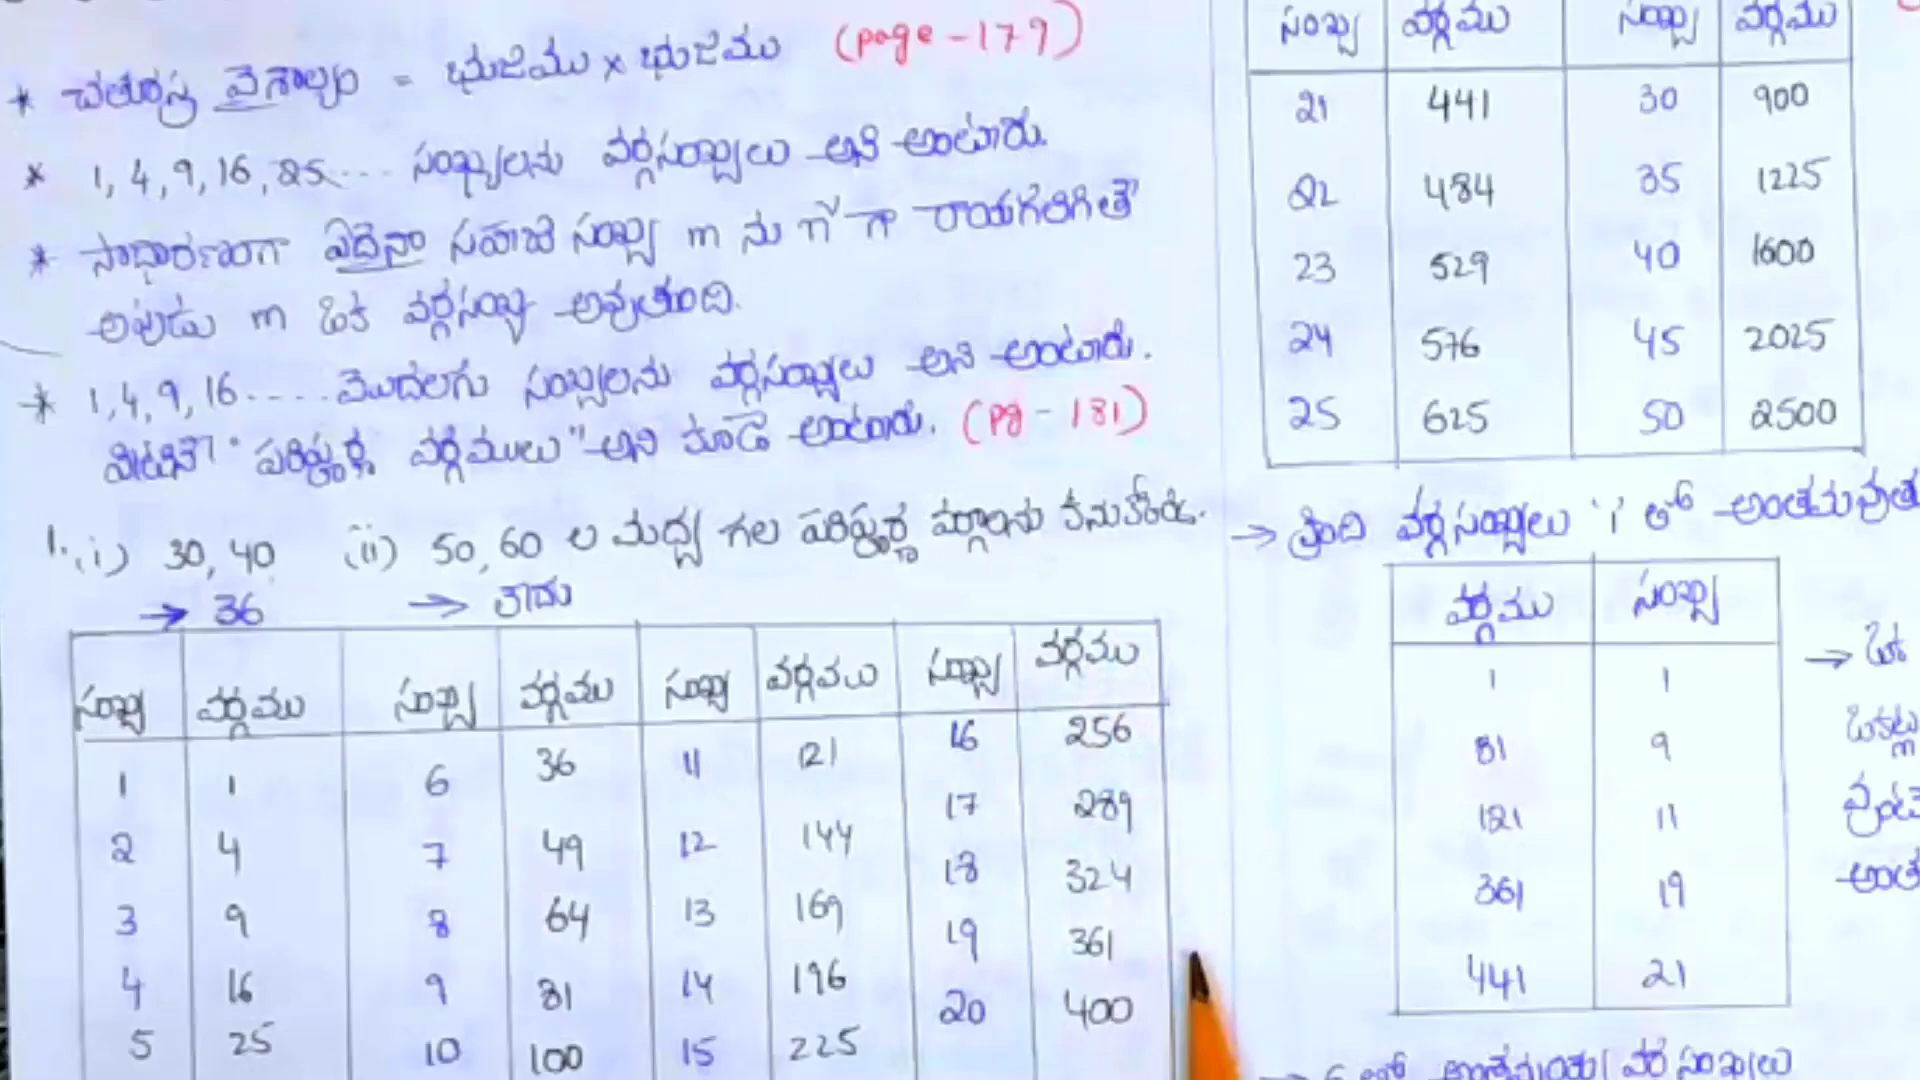 * చతురస్ర వైశాల్యం = భుజము x భుజము (page-179)
* 1, 4, 9, 16, 25.... సంఖ్యలను వర్గసంఖ్యలు అని అంటారు.
* సాధారణంగా ఏదైనా సహజ సంఖ్య m ను n² గా రాయగలిగితే
అపుడు m ఒక వర్గసంఖ్య అవుతుంది.
* 1, 4, 9, 16..... మొదలగు సంఖ్యలను వర్గసంఖ్యలు అని అంటారు.
వీటినే "పరిపూర్ణ వర్గములు" అని కూడా అంటారు. (pg - 181)
1. (i) 30, 40 (ii) 50, 60 ల మధ్య గల పరిపూర్ణ వర్గాలను కనుకోండి.
→ 36 → లాదు
సంఖ్య వర్గము సంఖ్య వర్గము సంఖ్య వర్గము సంఖ్య వర్గము
1 1 6 36 11 121 16 256
2 4 7 49 12 144 17 289
3 9 8 64 13 169 18 324
4 16 9 81 14 196 19 361
5 25 10 100 15 225 20 400
సంఖ్య వర్గము సంఖ్య వర్గము
21 441 30 900
22 484 35 1225
23 529 40 1600
24 576 45 2025
25 625 50 2500
→ క్రింది వర్గసంఖ్యలు '1' లో అంతమవుత
వర్గము సంఖ్య
1 1
81 9
121 11
361 19
441 21
→ ఒక
ఒకట్ల
వుంటే
అంత